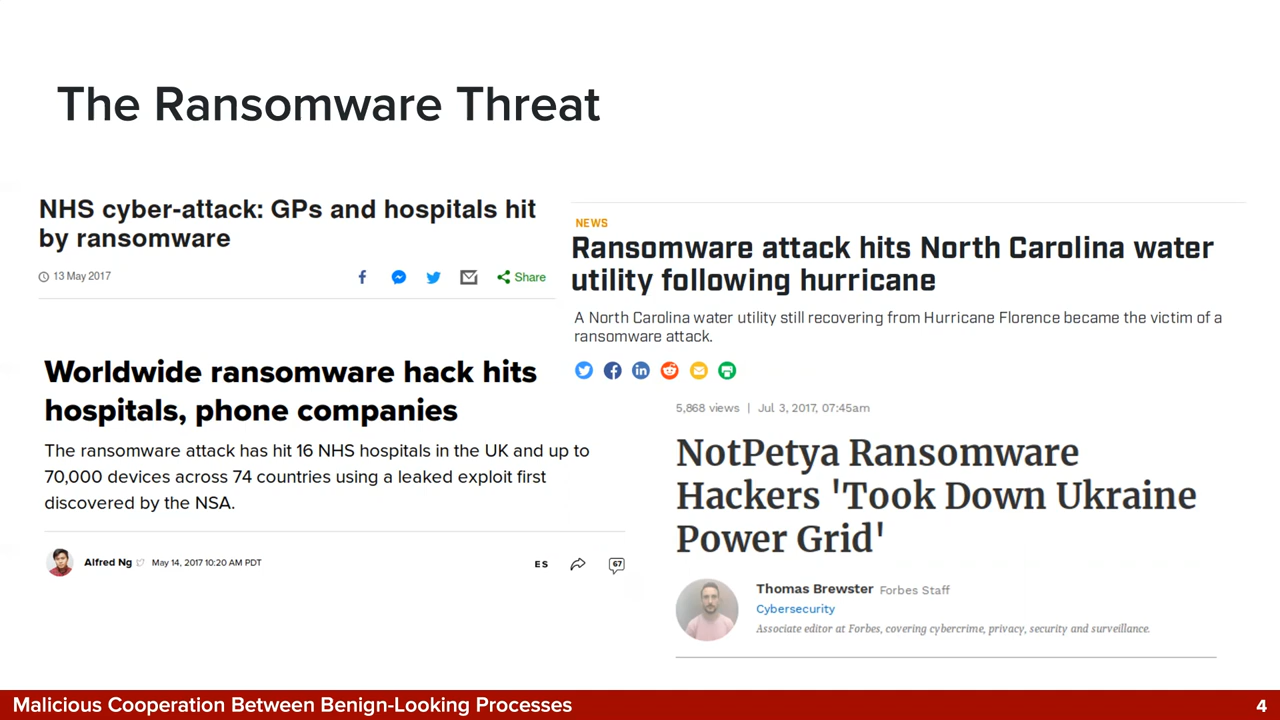 The Ransomware Threat
NHS cyber-attack: GPs and hospitals hit
by ransomware
13 May 2017
Share
Worldwide ransomware hack hits
hospitals, phone companies
The ransomware attack has hit 16 NHS hospitals in the UK and up to
70,000 devices across 74 countries using a leaked exploit first
discovered by the NSA.
Alfred Ng May 14, 2017 10:20 AM PDT
ES
67
NEWS
Ransomware attack hits North Carolina water
utility following hurricane
A North Carolina water utility still recovering from Hurricane Florence became the victim of a
ransomware attack.
5,868 views | Jul 3, 2017, 07:45am
NotPetya Ransomware
Hackers 'Took Down Ukraine
Power Grid'
Thomas Brewster Forbes Staff
Cybersecurity
Associate editor at Forbes, covering cybercrime, privacy, security and surveillance.
Malicious Cooperation Between Benign-Looking Processes
4